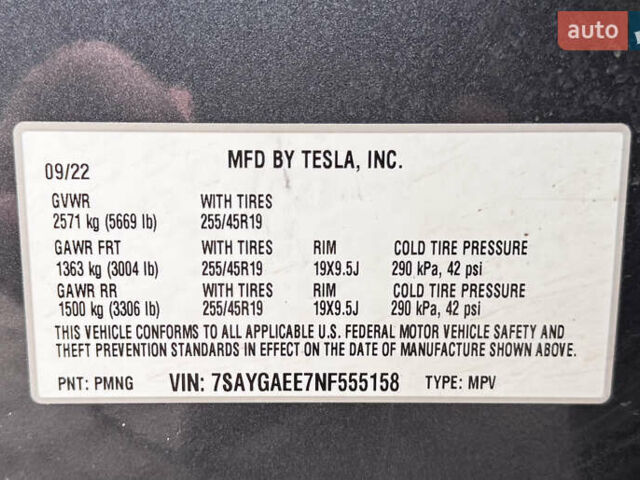 auto
09/22
MFD BY TESLA, INC.
GVWR WITH TIRES
2571 kg (5669 lb) 255/45R19
GAWR FRT WITH TIRES RIM COLD TIRE PRESSURE
1363 kg (3004 lb) 255/45R19 19X9.5J 290 kPa, 42 psi
GAWR RR WITH TIRES RIM COLD TIRE PRESSURE
1500 kg (3306 lb) 255/45R19 19X9.5J 290 kPa, 42 psi
THIS VEHICLE CONFORMS TO ALL APPLICABLE U.S. FEDERAL MOTOR VEHICLE SAFETY AND
THEFT PREVENTION STANDARDS IN EFFECT ON THE DATE OF MANUFACTURE SHOWN ABOVE.
PNT: PMNG VIN: 7SAYGAEE7NF555158 TYPE: MPV